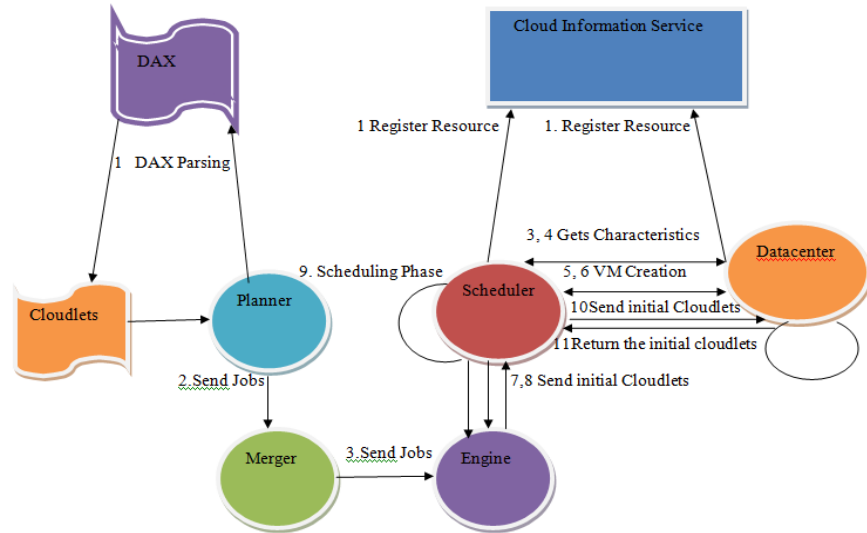 DAX
Cloud Information Service
1 Register Resource
1. Register Resource
1 DAX Parsing
3, 4 Gets Characteristics
Datacenter
9. Scheduling Phase
5, 6 VM Creation
Scheduler
Planner
Cloudlets
10Send initial Cloudlets
11Return the initial cloudlets
2.Send Jobs
7,8 Send initial Cloudlets
3.Send Jobs
Merger
Engine